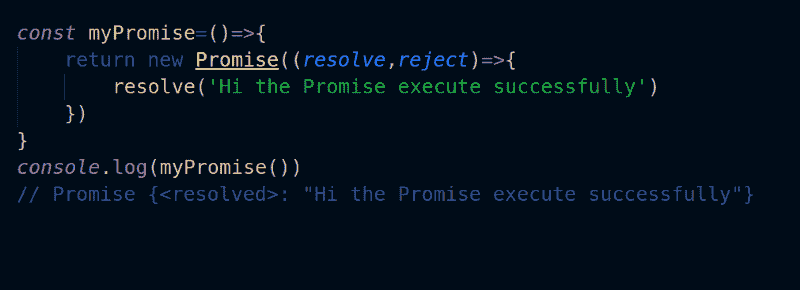 const myPromise=()=>{
    return new Promise((resolve,reject)=>{
        resolve('Hi the Promise execute successfully')
    })
}
console.log(myPromise())
// Promise {<resolved>: "Hi the Promise execute successfully"}